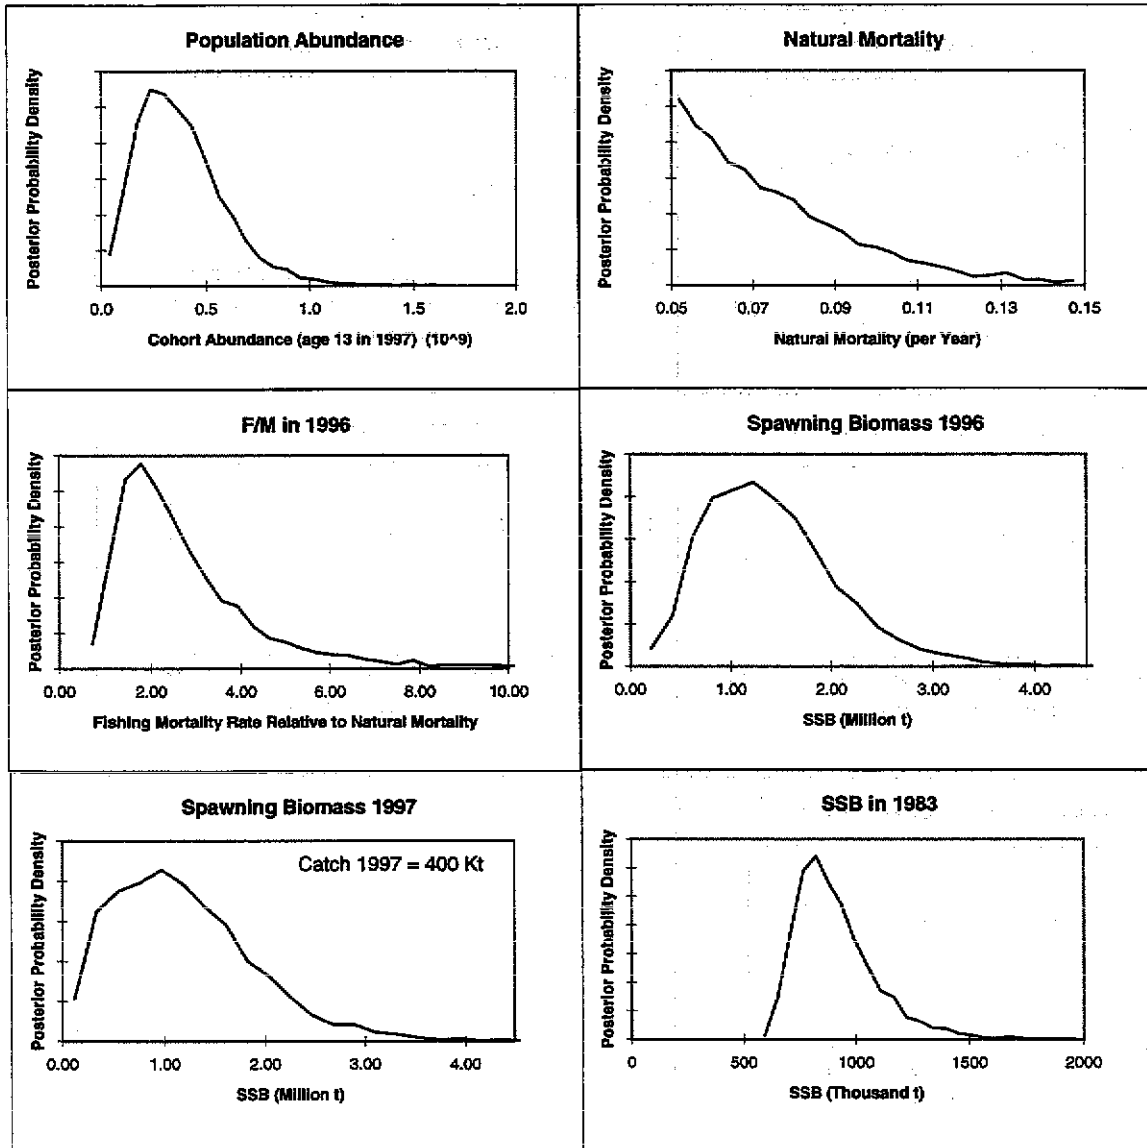 Population Abundance
Posterior Probability Density
0.0 0.5 1.0 1.5 2.0
Cohort Abundance (age 13 in 1997) (10^9)
Natural Mortality
Posterior Probability Density
0.05 0.07 0.09 0.11 0.13 0.15
Natural Mortality (per Year)
F/M in 1996
Posterior Probability Density
0.00 2.00 4.00 6.00 8.00 10.00
Fishing Mortality Rate Relative to Natural Mortality
Spawning Biomass 1996
Posterior Probability Density
0.00 1.00 2.00 3.00 4.00
SSB (Million t)
Spawning Biomass 1997
Posterior Probability Density
Catch 1997 = 400 Kt
0.00 1.00 2.00 3.00 4.00
SSB (Million t)
SSB in 1983
Posterior Probability Density
0 500 1000 1500 2000
SSB (Thousand t)